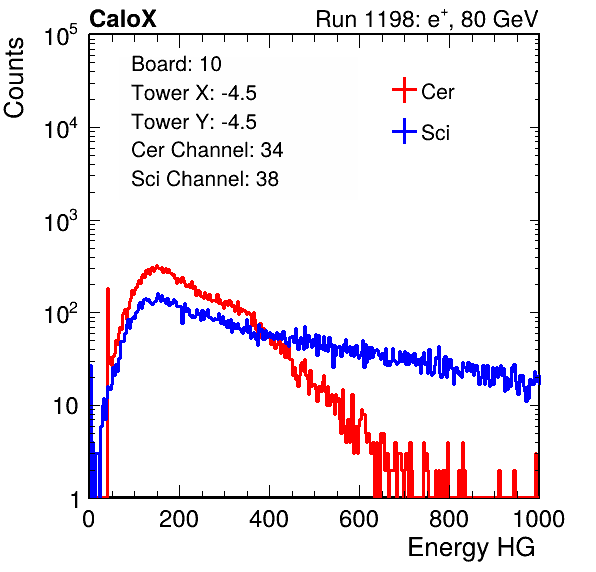 CaloX Run 1198: e⁺, 80 GeV
Counts
10⁵
10⁴
10³
10²
10
1
Board: 10
Tower X: -4.5
Tower Y: -4.5
Cer Channel: 34
Sci Channel: 38
Cer
Sci
0 200 400 600 800 1000
Energy HG